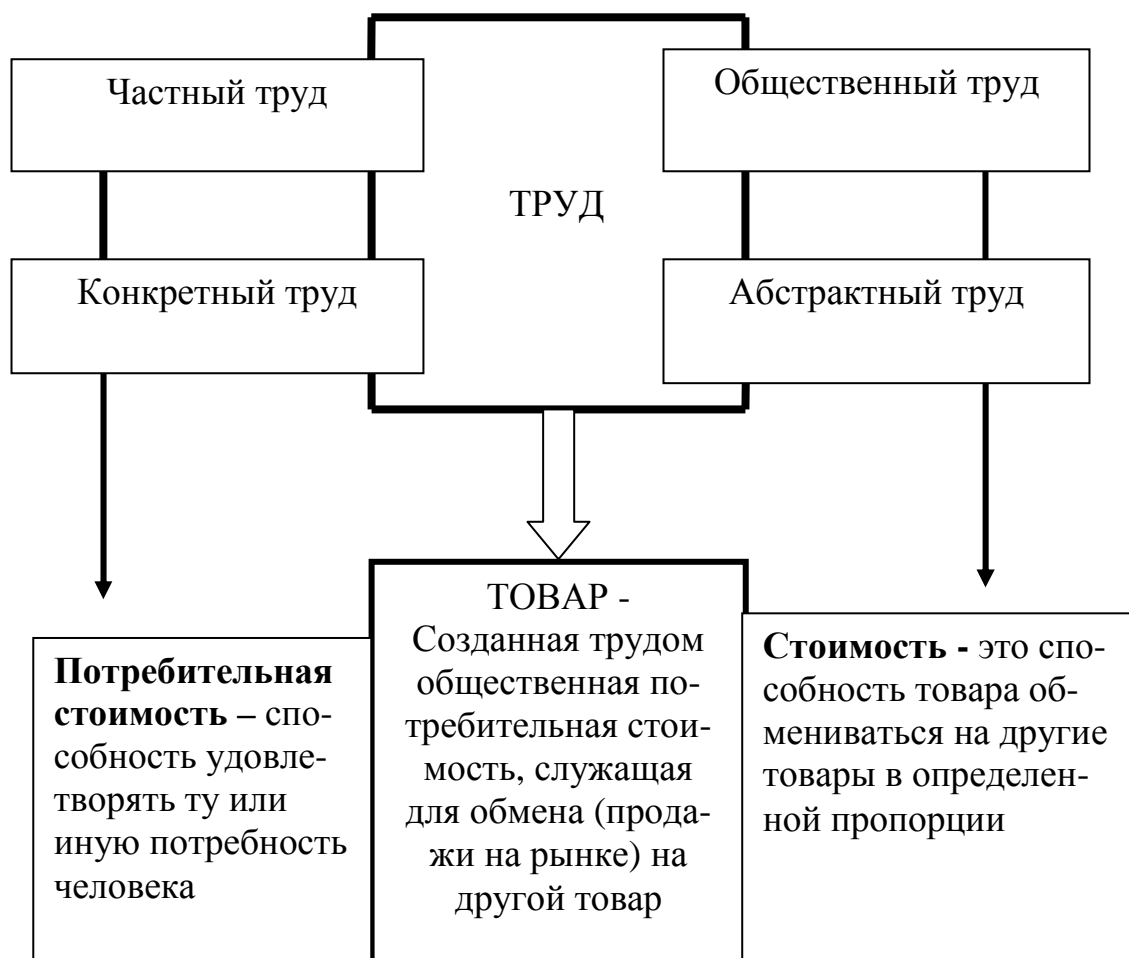 Частный труд
Общественный труд
ТРУД
Конкретный труд
Абстрактный труд
Потребительная
стоимость – спо-
собность удовле-
творять ту или
иную потребность
человека
ТОВАР -
Созданная трудом
общественная по-
требительная стои-
мость, служащая
для обмена (прода-
жи на рынке) на
другой товар
Стоимость - это спо-
собность товара об-
мениваться на другие
товары в определен-
ной пропорции